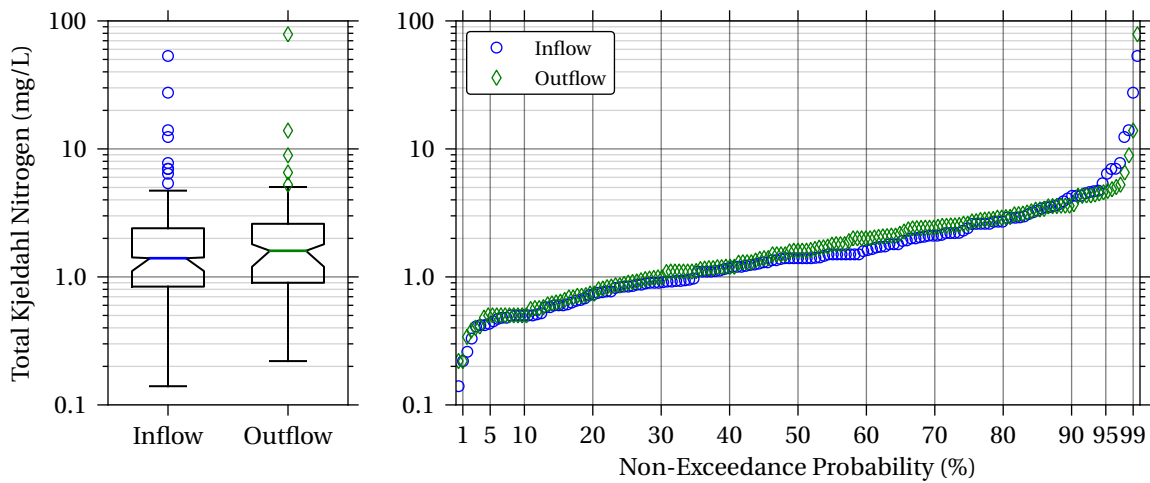 Total Kjeldahl Nitrogen (mg/L)
100
10
1.0
0.1
Inflow Outflow
100
10
1.0
0.1
Inflow
Outflow
1 5 10 20 30 40 50 60 70 80 90 95 99
Non-Exceedance Probability (%)